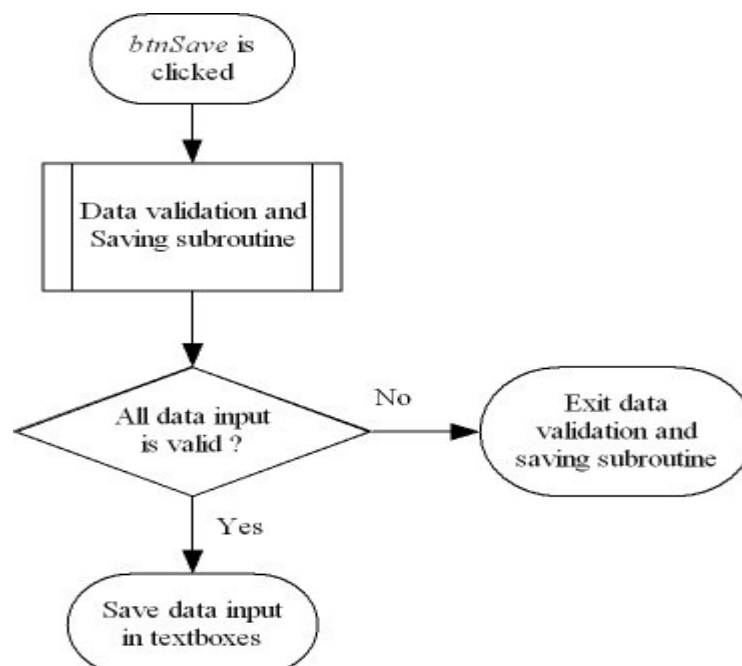 btnSave is
clicked
Data validation and
Saving subroutine
All data input
is valid ?
No
Exit data
validation and
saving subroutine
Yes
Save data input
in textboxes